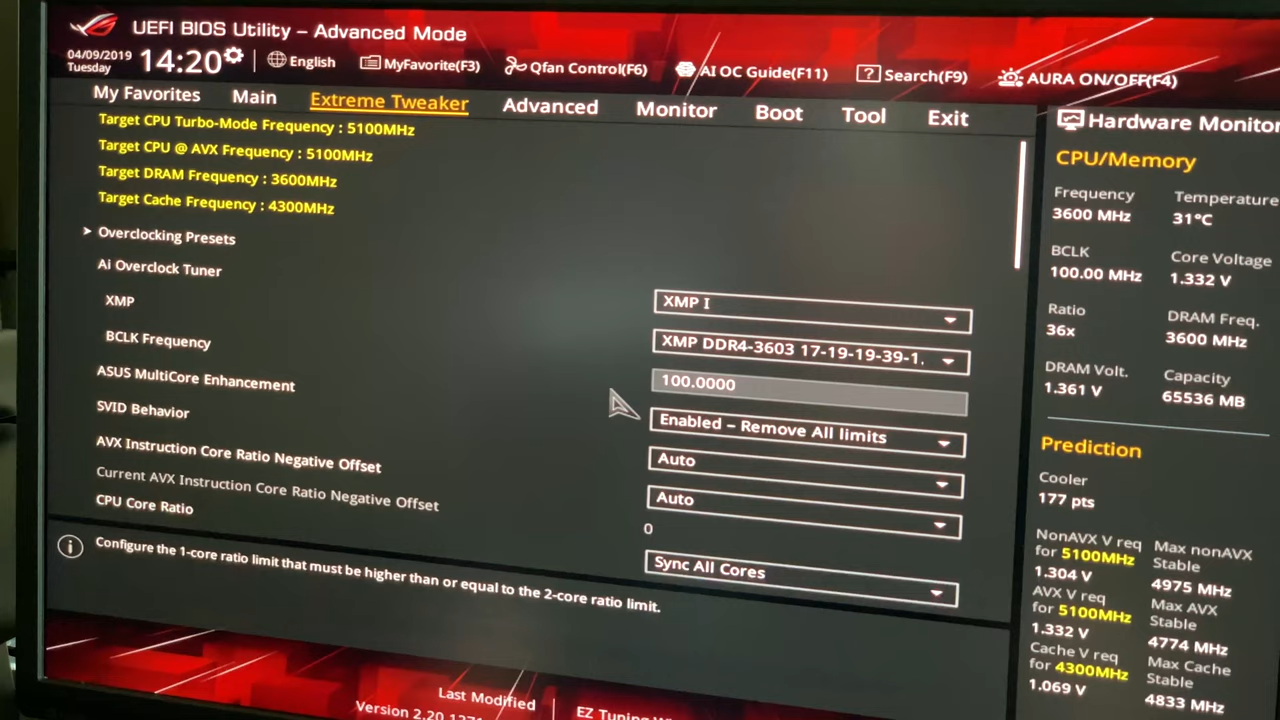 UEFI BIOS Utility – Advanced Mode
04/09/2019
Tuesday
14:20
English
MyFavorite(F3)
Qfan Control(F6)
AI OC Guide(F11)
Search(F9)
AURA ON/OFF(F4)
My Favorites
Main
Extreme Tweaker
Advanced
Monitor
Boot
Tool
Exit
Target CPU Turbo-Mode Frequency : 5100MHz
Target CPU @ AVX Frequency : 5100MHz
Target DRAM Frequency : 3600MHz
Target Cache Frequency : 4300MHz
Overclocking Presets
Ai Overclock Tuner
XMP I
XMP
XMP DDR4-3603 17-19-19-39-1.
BCLK Frequency
100.0000
ASUS MultiCore Enhancement
Enabled – Remove All limits
SVID Behavior
Auto
AVX Instruction Core Ratio Negative Offset
Auto
Current AVX Instruction Core Ratio Negative Offset
0
CPU Core Ratio
Sync All Cores
Configure the 1-core ratio limit that must be higher than or equal to the 2-core ratio limit.
Last Modified
EZ Tuning
Hardware Monitor
CPU/Memory
Frequency
3600 MHz
Temperature
31°C
BCLK
100.00 MHz
Core Voltage
1.332 V
Ratio
36x
DRAM Freq.
3600 MHz
DRAM Volt.
1.361 V
Capacity
65536 MB
Prediction
Cooler
177 pts
NonAVX V req
for 5100MHz
1.304 V
Max nonAVX
Stable
4975 MHz
AVX V req
for 5100MHz
1.332 V
Max AVX
Stable
4774 MHz
Cache V req
for 4300MHz
1.069 V
Max Cache
Stable
4833 MHz